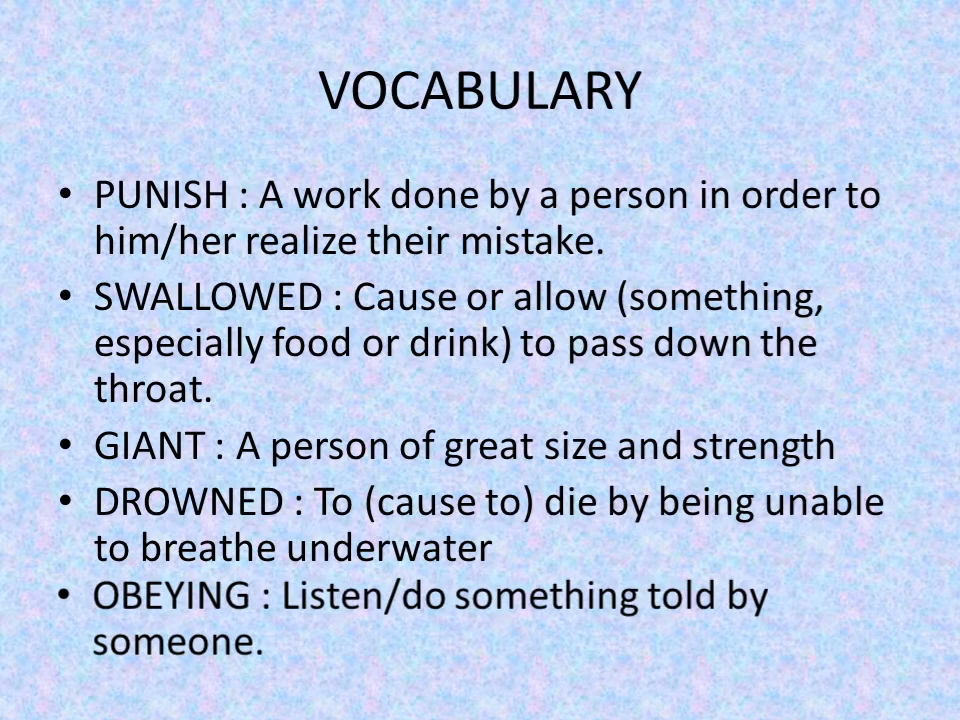 VOCABULARY
• PUNISH : A work done by a person in order to
him/her realize their mistake.
• SWALLOWED : Cause or allow (something,
especially food or drink) to pass down the
throat.
• GIANT : A person of great size and strength
• DROWNED : To (cause to) die by being unable
to breathe underwater
• OBEYING : Listen/do something told by
someone.